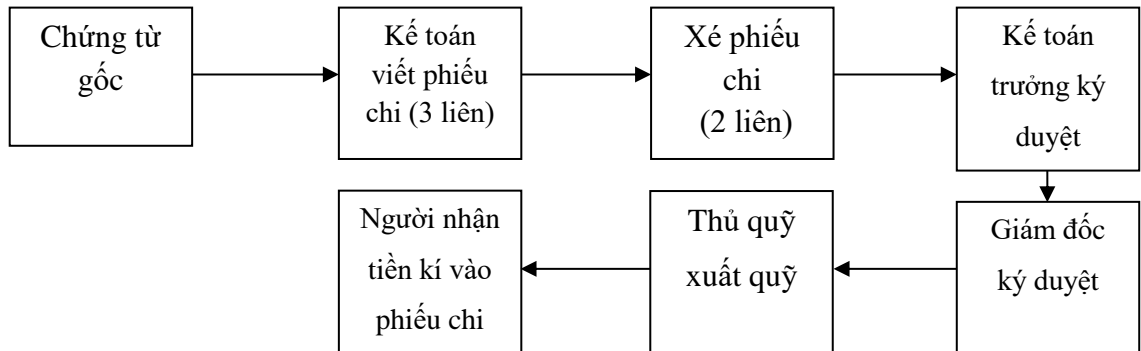 Chứng từ
gốc
Kế toán
viết phiếu
chi (3 liên)
Xé phiếu
chi
(2 liên)
Kế toán
trưởng ký
duyệt
Người nhận
tiền kí vào
phiếu chi
Thủ quỹ
xuất quỹ
Giám đốc
ký duyệt